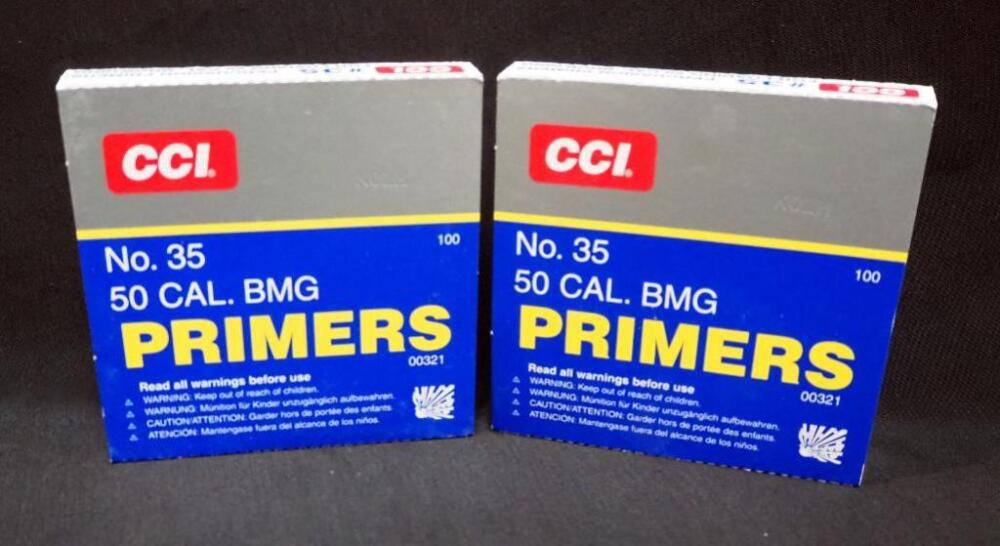 100
CCI
No. 35
100
50 CAL. BMG
PRIMERS
00321
Read all warnings before use
WARNING: Keep out of reach of children.
WARNUNG: Munition für Kinder unzugänglich aufbewahren.
CAUTION/ATTENTION: Garder hors de portée des enfants.
ATENCIÓN: Mantengase fuera del alcance de los niños.
100
CCI
No. 35
100
50 CAL. BMG
PRIMERS
00321
Read all warnings before use
WARNING: Keep out of reach of children.
WARNUNG: Munition für Kinder unzugänglich aufbewahren.
CAUTION/ATTENTION: Garder hors de portée des enfants.
ATENCIÓN: Mantengase fuera del alcance de los niños.